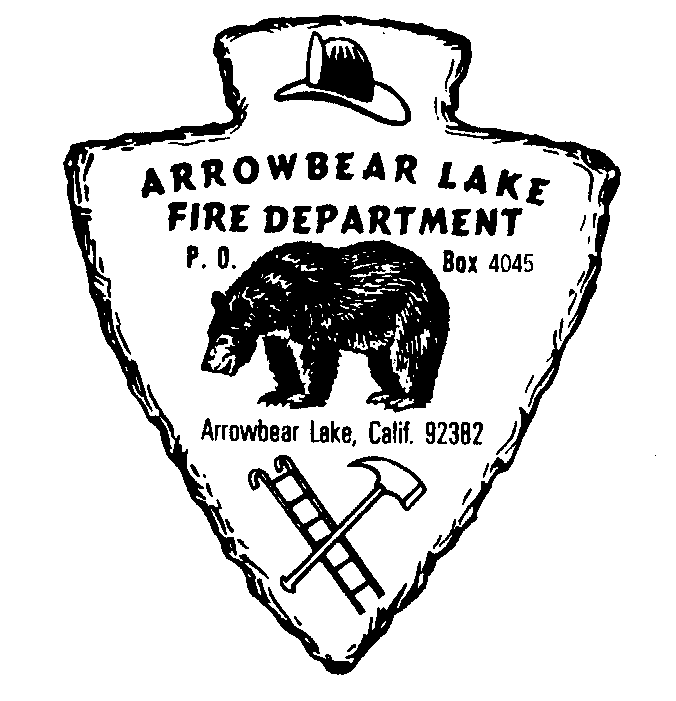 ARROWBEAR LAKE
FIRE DEPARTMENT
P. O. Box 4045
Arrowbear Lake, Calif. 92382